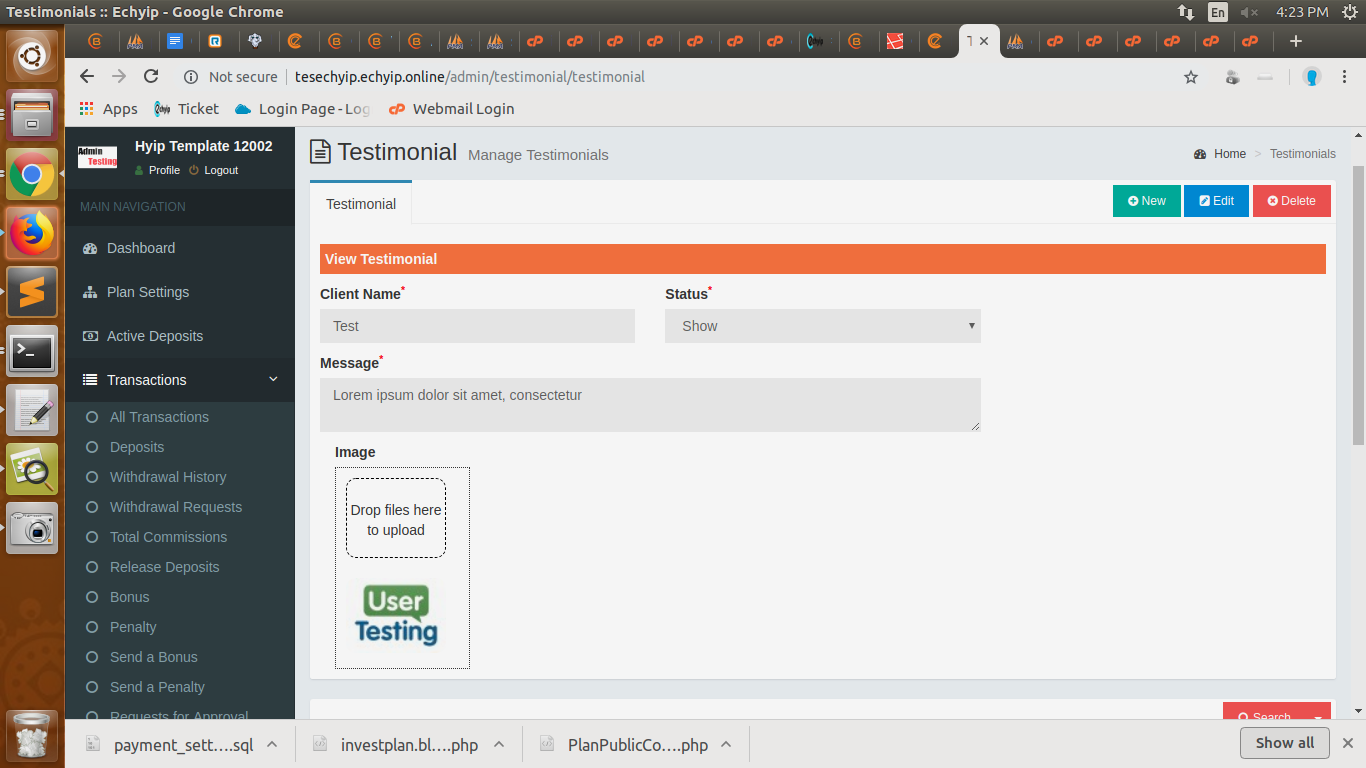 Testimonials :: Echyip - Google Chrome
En
4:23 PM
Not secure
tesechyip.echyip.online/admin/testimonial/testimonial
Apps
Ticket
Login Page - Log
Webmail Login
Admin
Testing
Hyip Template 12002
Profile
Logout
MAIN NAVIGATION
Dashboard
Plan Settings
Active Deposits
Transactions
All Transactions
Deposits
Withdrawal History
Withdrawal Requests
Total Commissions
Release Deposits
Bonus
Penalty
Send a Bonus
Send a Penalty
Requests for Approval
Testimonial Manage Testimonials
Home > Testimonials
Testimonial
New
Edit
Delete
View Testimonial
Client Name*
Status*
Test
Show
Message*
Lorem ipsum dolor sit amet, consectetur
Image
Drop files here
to upload
User
Testing
Search
payment_sett....sql
investplan.bl....php
PlanPublicCo....php
Show all